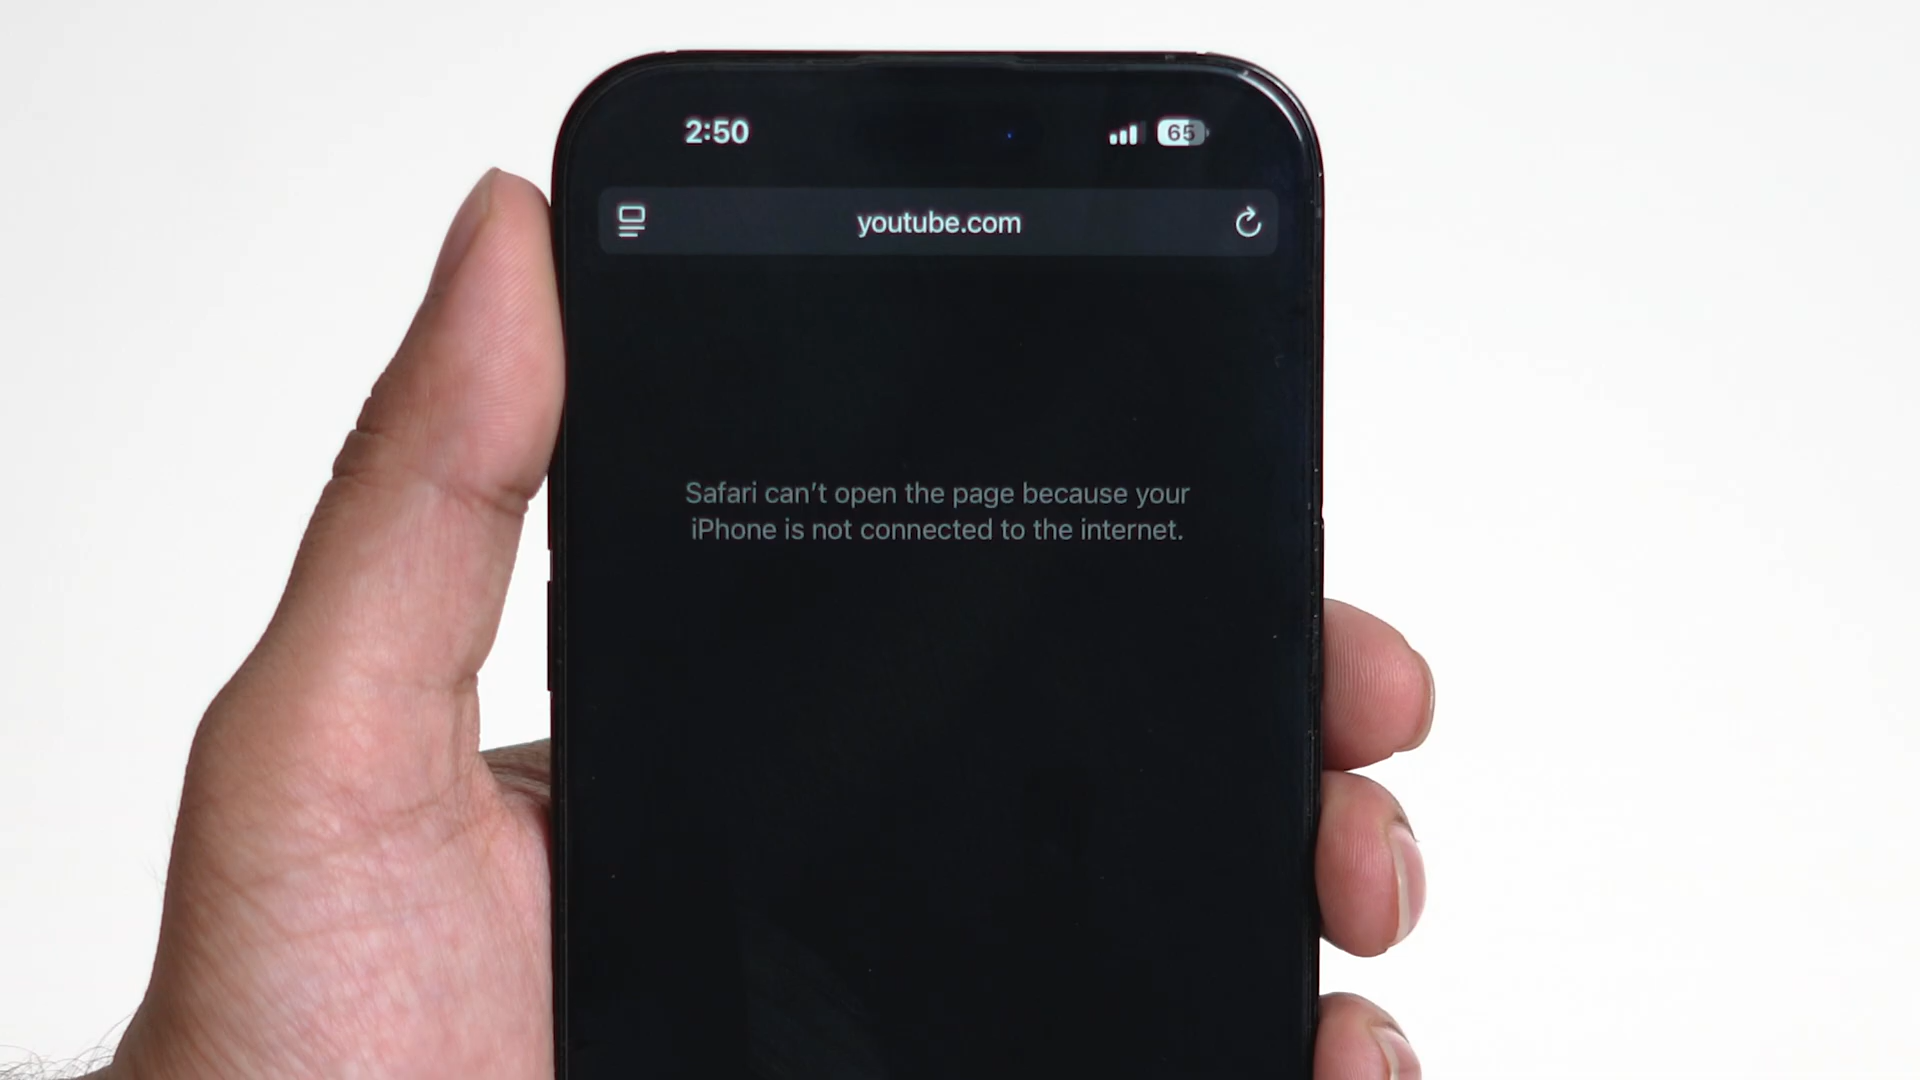 2:50
65
youtube.com
Safari can’t open the page because your
iPhone is not connected to the internet.